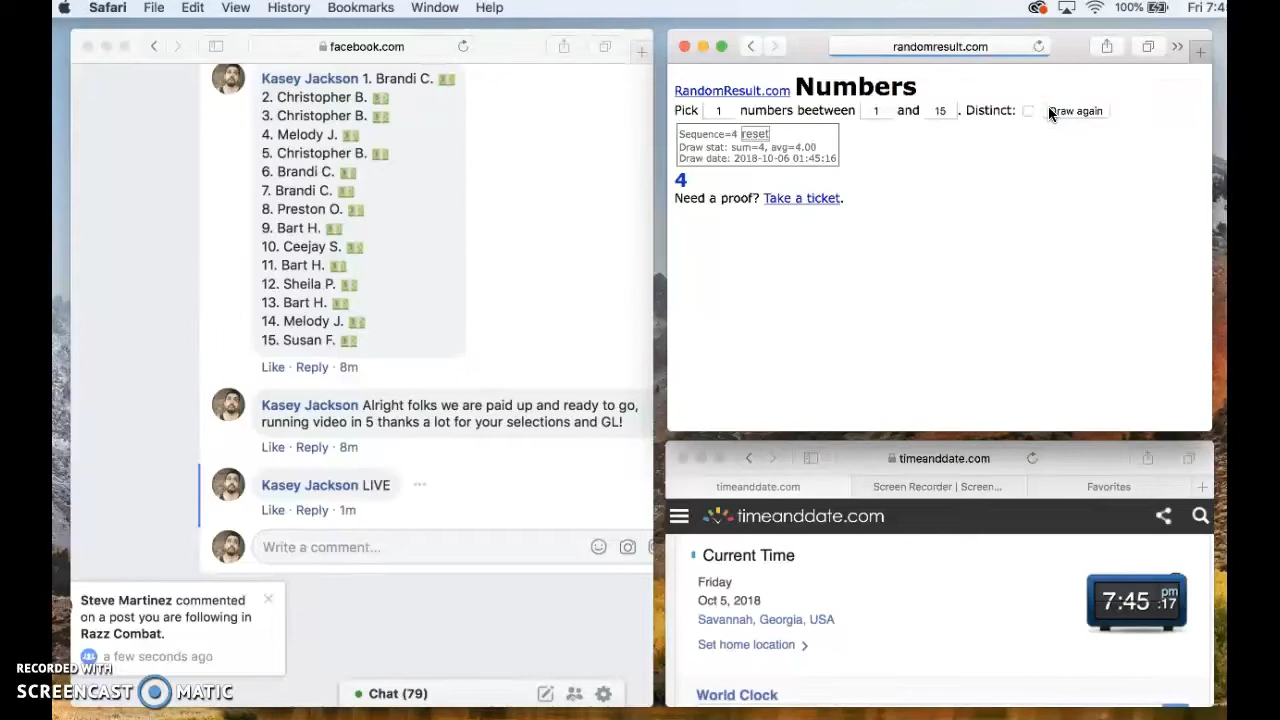 Safari File Edit View History Bookmarks Window Help 100% Fri 7:4
facebook.com
Kasey Jackson 1. Brandi C.
2. Christopher B.
3. Christopher B.
4. Melody J.
5. Christopher B.
6. Brandi C.
7. Brandi C.
8. Preston O.
9. Bart H.
10. Ceejay S.
11. Bart H.
12. Sheila P.
13. Bart H.
14. Melody J.
15. Susan F.
Like · Reply · 8m
Kasey Jackson Alright folks we are paid up and ready to go,
running video in 5 thanks a lot for your selections and GL!
Like · Reply · 8m
Kasey Jackson LIVE
Like · Reply · 1m
Write a comment...
Steve Martinez commented
on a post you are following in
Razz Combat.
a few seconds ago
Chat (79)
randomresult.com
RandomResult.com Numbers
Pick 1 numbers beetween 1 and 15 . Distinct: Draw again
Sequence=4 reset
Draw stat: sum=4, avg=4.00
Draw date: 2018-10-06 01:45:16
4
Need a proof? Take a ticket.
timeanddate.com
timeanddate.com Screen Recorder | Screen... Favorites
timeanddate.com
Current Time
Friday
Oct 5, 2018
Savannah, Georgia, USA
Set home location
7:45 pm :17
World Clock
RECORDED WITH
SCREENCAST MATIC